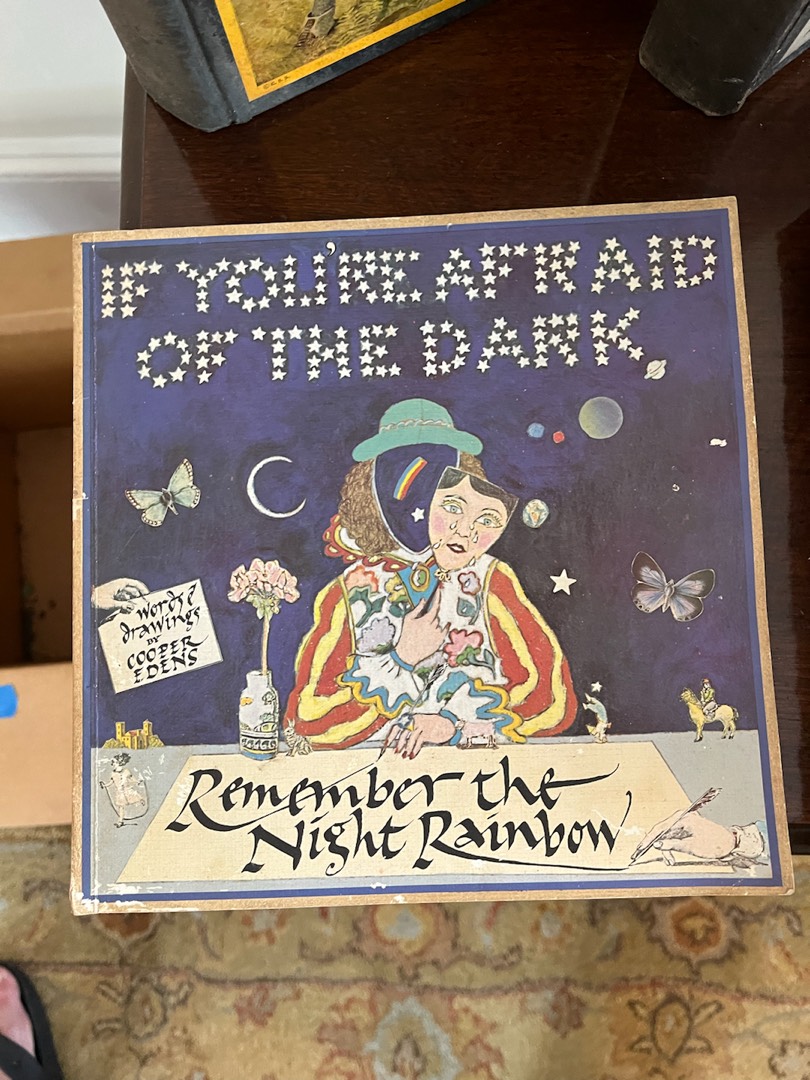 IF YOU'RE AFRAID
OF THE DARK,
words &
drawings
BY
COOPER
EDENS
Remember the
Night Rainbow